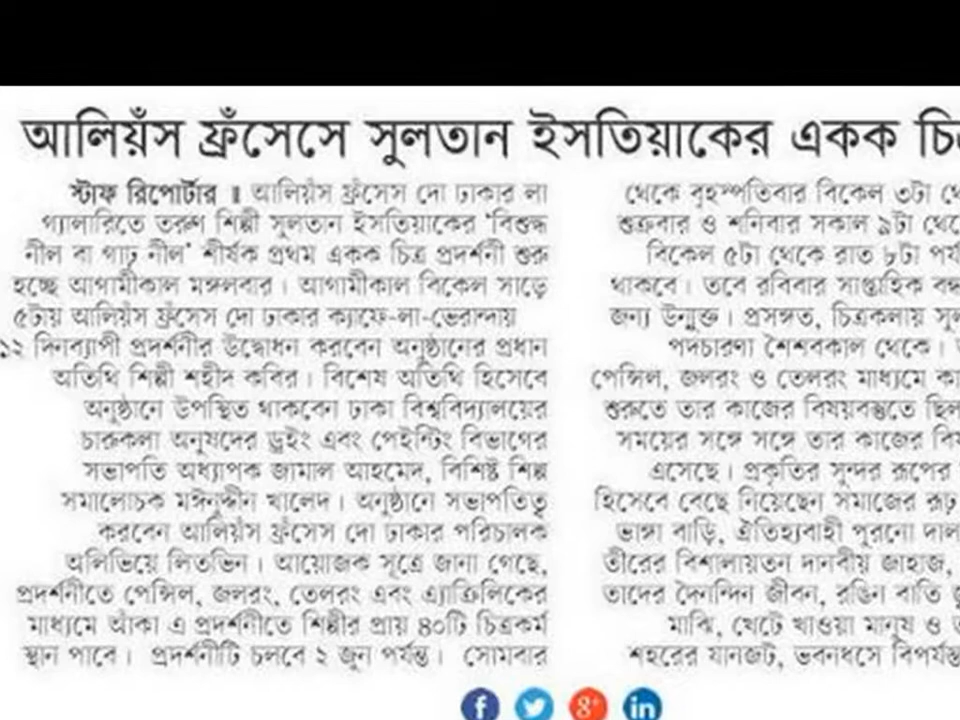 আলিয়ঁস ফ্রঁসেসে সুলতান ইসতিয়াকের একক
স্টাফ রিপোর্টার ॥ আলিয়ঁস ফ্রঁসেস দো ঢাকার লা
গ্যালারিতে তরুণ শিল্পী সুলতান ইসতিয়াকের ‘বিশুদ্ধ
নীল বা গাঢ় নীল’ শীর্ষক প্রথম একক চিত্র প্রদর্শনী শুরু
হচ্ছে আগামীকাল মঙ্গলবার। আগামীকাল বিকেল সাড়ে
৫টায় আলিয়ঁস ফ্রঁসেস দো ঢাকার ক্যাফে-লা-ভেরান্দায়
১২ দিনব্যাপী প্রদর্শনীর উদ্বোধন করবেন অনুষ্ঠানের প্রধান
অতিথি শিল্পী শহীদ কবির। বিশেষ অতিথি হিসেবে
অনুষ্ঠানে উপস্থিত থাকবেন ঢাকা বিশ্ববিদ্যালয়ের
চারুকলা অনুষদের ড্রইং এবং পেইন্টিং বিভাগের
সভাপতি অধ্যাপক জামাল আহমেদ, বিশিষ্ট শিল্প
সমালোচক মঈনুদ্দীন খালেদ। অনুষ্ঠানে সভাপতিত্ব
করবেন আলিয়ঁস ফ্রঁসেস দো ঢাকার পরিচালক
অলিভিয়ে লিতভিন। আয়োজক সূত্রে জানা গেছে,
প্রদর্শনীতে পেন্সিল, জলরং, তেলরং এবং এ্যাক্রিলিকের
মাধ্যমে আঁকা এ প্রদর্শনীতে শিল্পীর প্রায় ৪০টি চিত্রকর্ম
স্থান পাবে। প্রদর্শনীটি চলবে ২ জুন পর্যন্ত। সোমবার
থেকে বৃহস্পতিবার বিকেল ৩টা
শুক্রবার ও শনিবার সকাল ৯টা
বিকেল ৫টা থেকে রাত ৮টা
থাকবে। তবে রবিবার সাপ্তাহিক
জন্য উন্মুক্ত। প্রসঙ্গত, চিত্রকলায়
পদচারণা শৈশবকাল থেকে।
পেন্সিল, জলরং ও তেলরং মাধ্যমে
শুরুতে তার কাজের বিষয়বস্তুতে
সময়ের সঙ্গে সঙ্গে তার কাজের
এসেছে। প্রকৃতির সুন্দর রূপের
হিসেবে বেছে নিয়েছেন সমাজের রূঢ়
ভাঙ্গা বাড়ি, ঐতিহ্যবাহী পুরনো
তীরের বিশালায়তন দানবীয় জাহাজ,
তাদের দৈনন্দিন জীবন, রঙিন বাতি
মাঝি, খেটে খাওয়া মানুষ ও
শহরের যানজট, ভবনধসে
f
8+
in